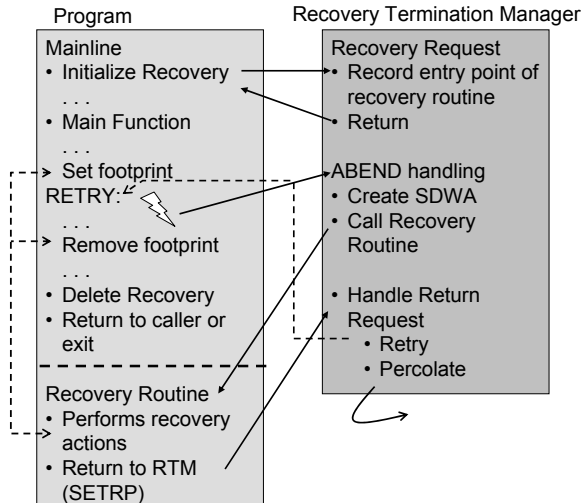 Program
Mainline
• Initialize Recovery
. . .
• Main Function
. . .
• Set footprint
RETRY:
. . .
• Remove footprint
. . .
• Delete Recovery
• Return to caller or
exit
Recovery Routine
• Performs recovery
actions
• Return to RTM
(SETRP)
Recovery Termination Manager
Recovery Request
• Record entry point of
recovery routine
• Return
ABEND handling
• Create SDWA
• Call Recovery
Routine
• Handle Return
Request
• Retry
• Percolate